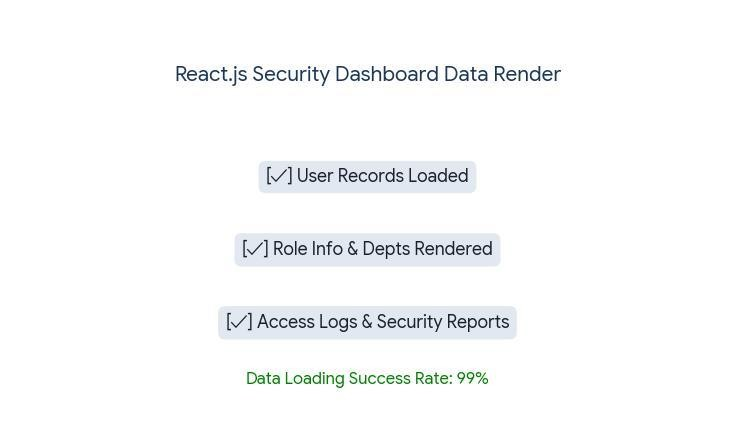 React.js Security Dashboard Data Render
[✓] User Records Loaded
[✓] Role Info & Depts Rendered
[✓] Access Logs & Security Reports
Data Loading Success Rate: 99%